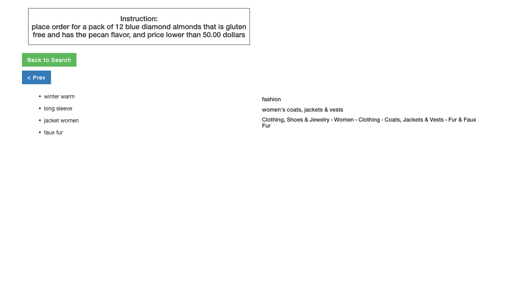 Instruction:
place order for a pack of 12 blue diamond almonds that is gluten
free and has the pecan flavor, and price lower than 50.00 dollars
Back to Search
< Prev
winter warm
long sleeve
jacket women
faux fur
fashion
women's coats, jackets & vests
Clothing, Shoes & Jewelry › Women › Clothing › Coats, Jackets & Vests › Fur & Faux
Fur